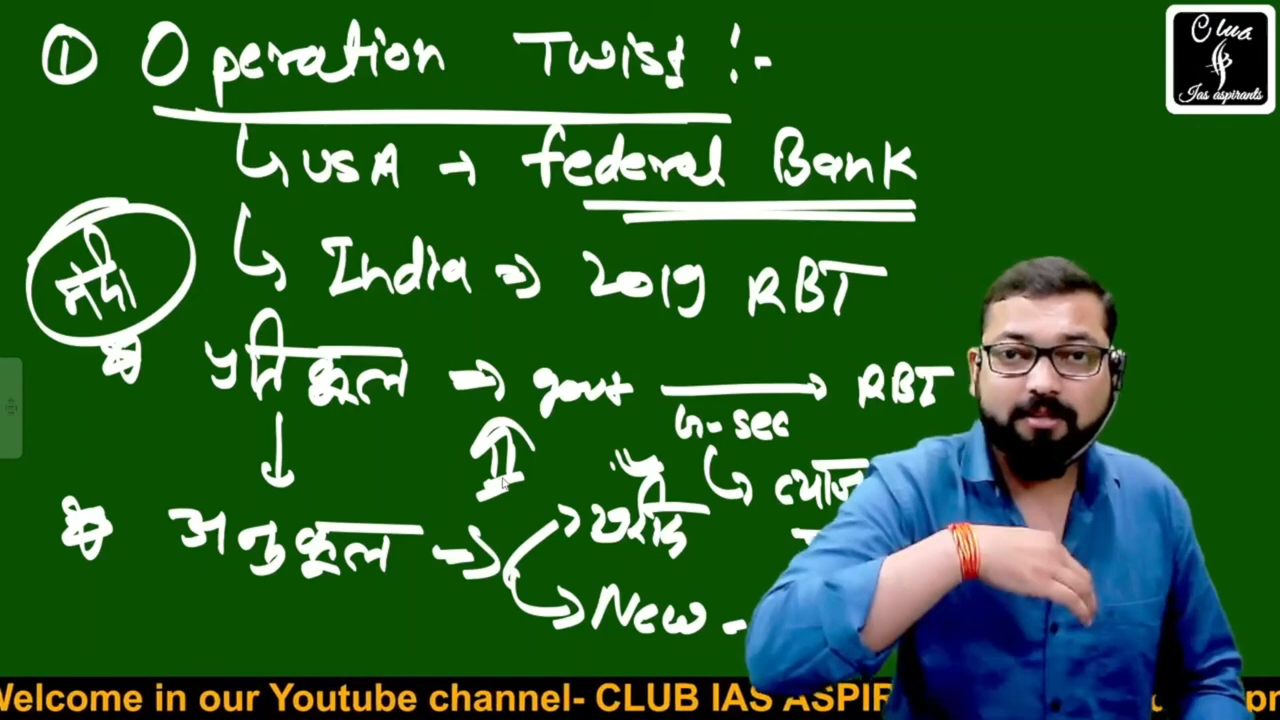 ① Operation Twist :-
Club
Ias aspirants
↳ USA → federal Bank
↳ India ⇒ 2019 RBI
मंदी
* प्रतिकूल → govt → RBI
G-sec
↓ ⇑ ↳ ब्याज
* अनुकूल →
→ New -
Welcome in our Youtube channel- CLUB IAS ASPIR